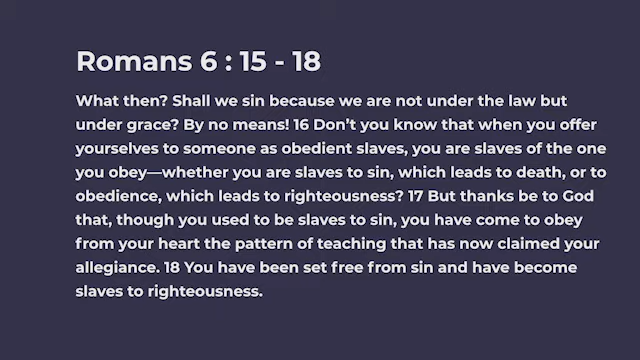 Romans 6 : 15 - 18
What then? Shall we sin because we are not under the law but
under grace? By no means! 16 Don’t you know that when you offer
yourselves to someone as obedient slaves, you are slaves of the one
you obey—whether you are slaves to sin, which leads to death, or to
obedience, which leads to righteousness? 17 But thanks be to God
that, though you used to be slaves to sin, you have come to obey
from your heart the pattern of teaching that has now claimed your
allegiance. 18 You have been set free from sin and have become
slaves to righteousness.